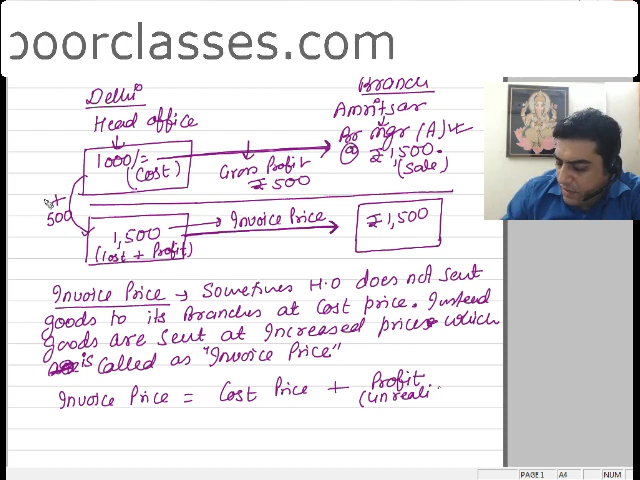 poorclasses.com
Delhi
Head office
Branch
Amritsar
Br mgr (A)
1000/=
(Cost)
Gross Profit
₹ 500
@ ₹ 1,500.
(Sale)
+
500
1,500
(Cost + Profit)
Invoice Price
₹ 1,500
Invoice Price → Sometimes H.O does not sent
goods to its Branches at Cost price. Instead
goods are sent at Increased price which
is Called as "Invoice Price"
Invoice Price = Cost Price + Profit
(unreali
PAGE 1 A4 NUM